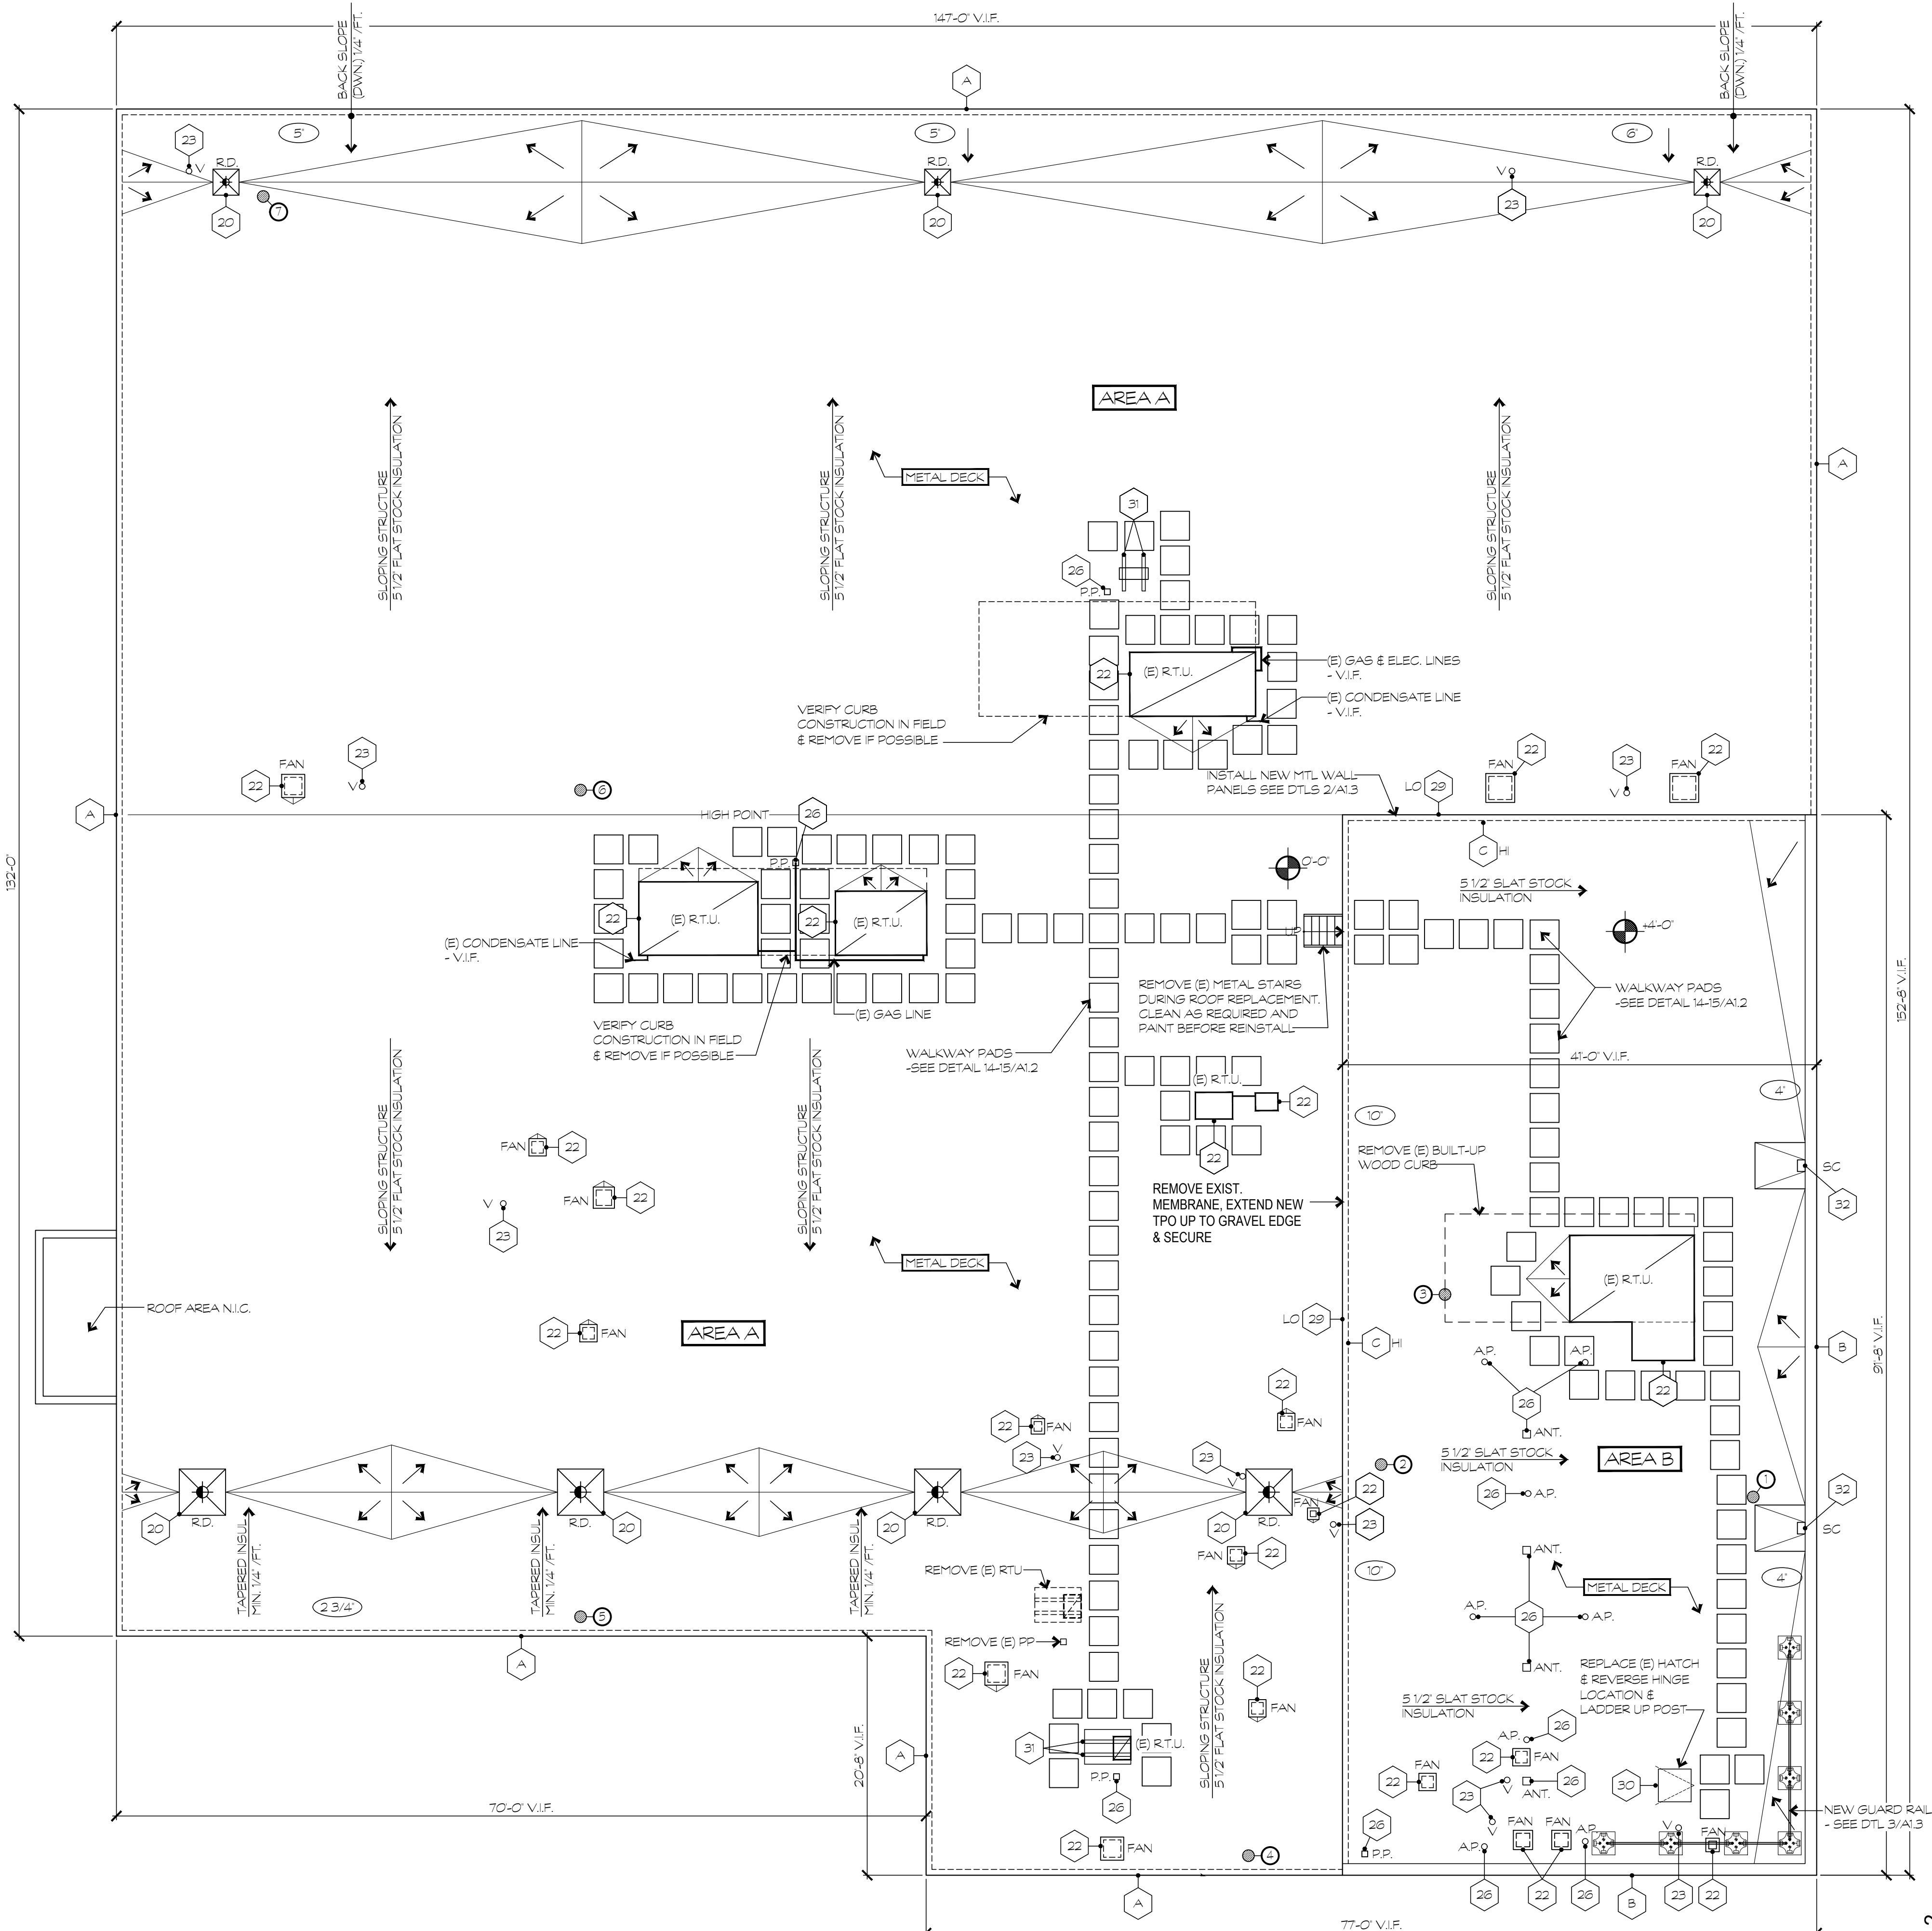 147'-0" V.I.F.
BACK SLOPE
(DWN.) 1/4" /FT.
BACK SLOPE
(DWN.) 1/4" /FT.
A
23
V
5"
5"
6"
R.D.
R.D.
R.D.
V
23
20
7
20
20
AREA A
SLOPING STRUCTURE
5 1/2" FLAT STOCK INSULATION
SLOPING STRUCTURE
5 1/2" FLAT STOCK INSULATION
SLOPING STRUCTURE
5 1/2" FLAT STOCK INSULATION
METAL DECK
A
31
26
P.P.
22
(E) R.T.U.
(E) GAS & ELEC. LINES
- V.I.F.
(E) CONDENSATE LINE
- V.I.F.
VERIFY CURB
CONSTRUCTION IN FIELD
& REMOVE IF POSSIBLE
FAN
22
23
V
6
INSTALL NEW MTL WALL
PANELS SEE DTLS 2/A1.3
LO
29
FAN
22
23
V
FAN
22
A
132'-0"
HIGH POINT
26
P.P.
22
(E) R.T.U.
22
(E) R.T.U.
(E) CONDENSATE LINE
- V.I.F.
(E) GAS LINE
VERIFY CURB
CONSTRUCTION IN FIELD
& REMOVE IF POSSIBLE
0'-0"
C
HI
5 1/2" SLAT STOCK
INSULATION
+4'-0"
UP
REMOVE (E) METAL STAIRS
DURING ROOF REPLACEMENT.
CLEAN AS REQUIRED AND
PAINT BEFORE REINSTALL
WALKWAY PADS
-SEE DETAIL 14-15/A1.2
WALKWAY PADS
-SEE DETAIL 14-15/A1.2
152'-8" V.I.F.
41'-0" V.I.F.
SLOPING STRUCTURE
5 1/2" FLAT STOCK INSULATION
SLOPING STRUCTURE
5 1/2" FLAT STOCK INSULATION
(E) R.T.U.
22
22
10"
4"
FAN
22
FAN
22
V
23
REMOVE EXIST.
MEMBRANE, EXTEND NEW
TPO UP TO GRAVEL EDGE
& SECURE
REMOVE (E) BUILT-UP
WOOD CURB
SC
32
METAL DECK
(E) R.T.U.
3
ROOF AREA N.I.C.
22
FAN
AREA A
LO
29
C
HI
B
91'-8" V.I.F.
A.P.
A.P.
22
26
ANT.
22
FAN
22
FAN
23
V
23
V
2
5 1/2" SLAT STOCK
INSULATION
AREA B
1
32
26
A.P.
SC
20
R.D.
R.D.
20
20
R.D.
20
R.D.
FAN
22
23
V
FAN
22
TAPERED INSUL
MIN. 1/4" /FT.
TAPERED INSUL
MIN. 1/4" /FT.
TAPERED INSUL
MIN. 1/4" /FT.
2 3/4"
5
REMOVE (E) RTU
10"
4"
ANT.
METAL DECK
A.P.
26
A.P.
ANT.
A
REMOVE (E) PP
22
FAN
22
FAN
SLOPING STRUCTURE
5 1/2" FLAT STOCK INSULATION
REPLACE (E) HATCH
& REVERSE HINGE
LOCATION &
LADDER UP POST
5 1/2" SLAT STOCK
INSULATION
20'-8" V.I.F.
A
31
(E) R.T.U.
P.P.
26
A.P.
26
22
FAN
FAN
22
23
V
V
ANT.
26
30
70'-0" V.I.F.
NEW GUARD RAIL
- SEE DTL 3/A1.3
22
FAN
4
26
P.P.
A.P.
FAN
FAN
A.P.
V
FAN
26
22
26
23
22
A
B
77'-0" V.I.F.